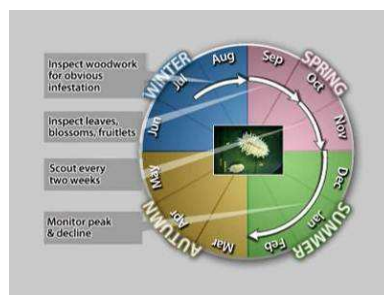 Inspect woodwork
for obvious
infestation
Inspect leaves,
blossoms, fruitlets
Scout every
two weeks
Monitor peak
& decline
WINTER
SPRING
SUMMER
AUTUMN
Jun
Jul
Aug
Sep
Oct
Nov
Dec
Jan
Feb
Mar
Apr
May